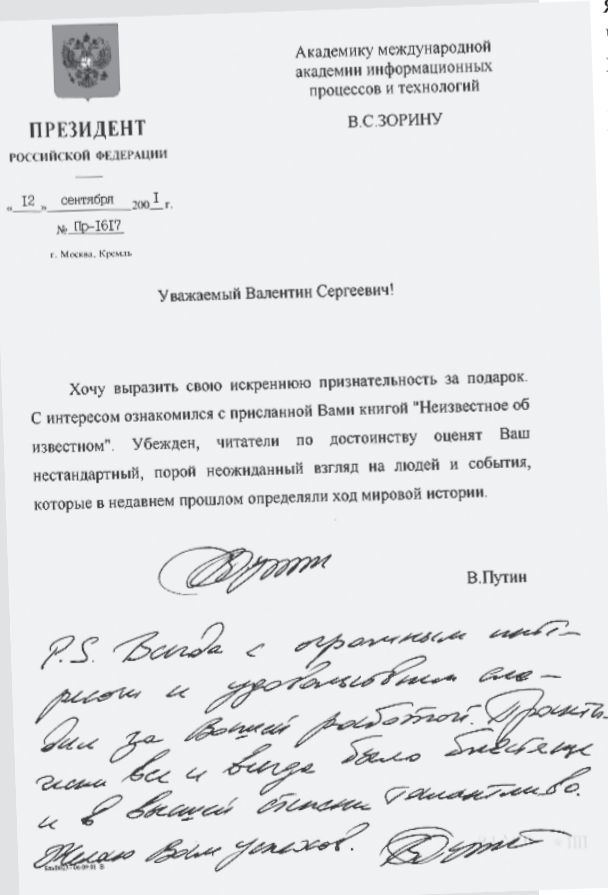 Академику международной
академии информационных
процессов и технологий
В.С.ЗОРИНУ
ПРЕЗИДЕНТ
РОССИЙСКОЙ ФЕДЕРАЦИИ
«12» сентября 2001 г.
№ Пр-1617
г. Москва, Кремль
Уважаемый Валентин Сергеевич!
Хочу выразить свою искреннюю признательность за подарок.
С интересом ознакомился с присланной Вами книгой "Неизвестное об
известном". Убежден, читатели по достоинству оценят Ваш
нестандартный, порой неожиданный взгляд на людей и события,
которые в недавнем прошлом определяли ход мировой истории.
В.Путин
P.S. Всегда с огромным инте-
ресом и удовольствием сле-
дил за Вашей работой. Практи-
чески все и всегда было блестяще
и в высшей степени талантливо.
Желаю Вам успехов.